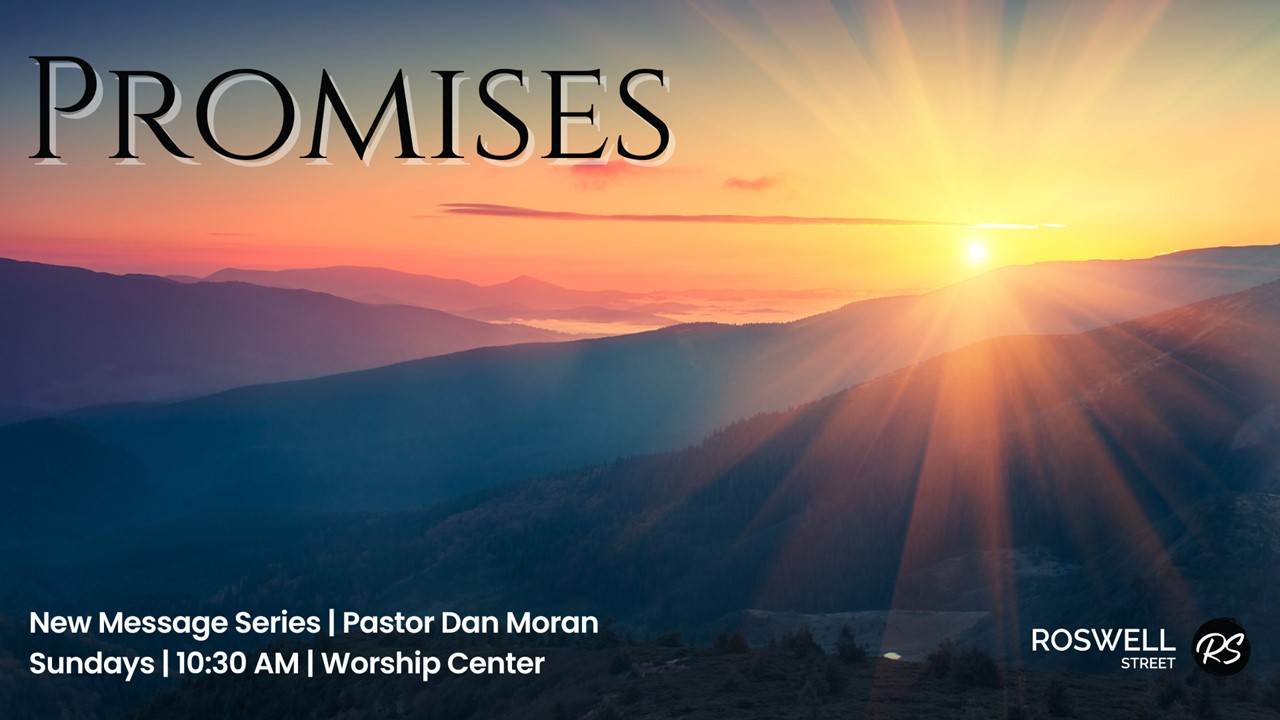 PROMISES
New Message Series | Pastor Dan Moran
Sundays | 10:30 AM | Worship Center
ROSWELL
STREET
RS